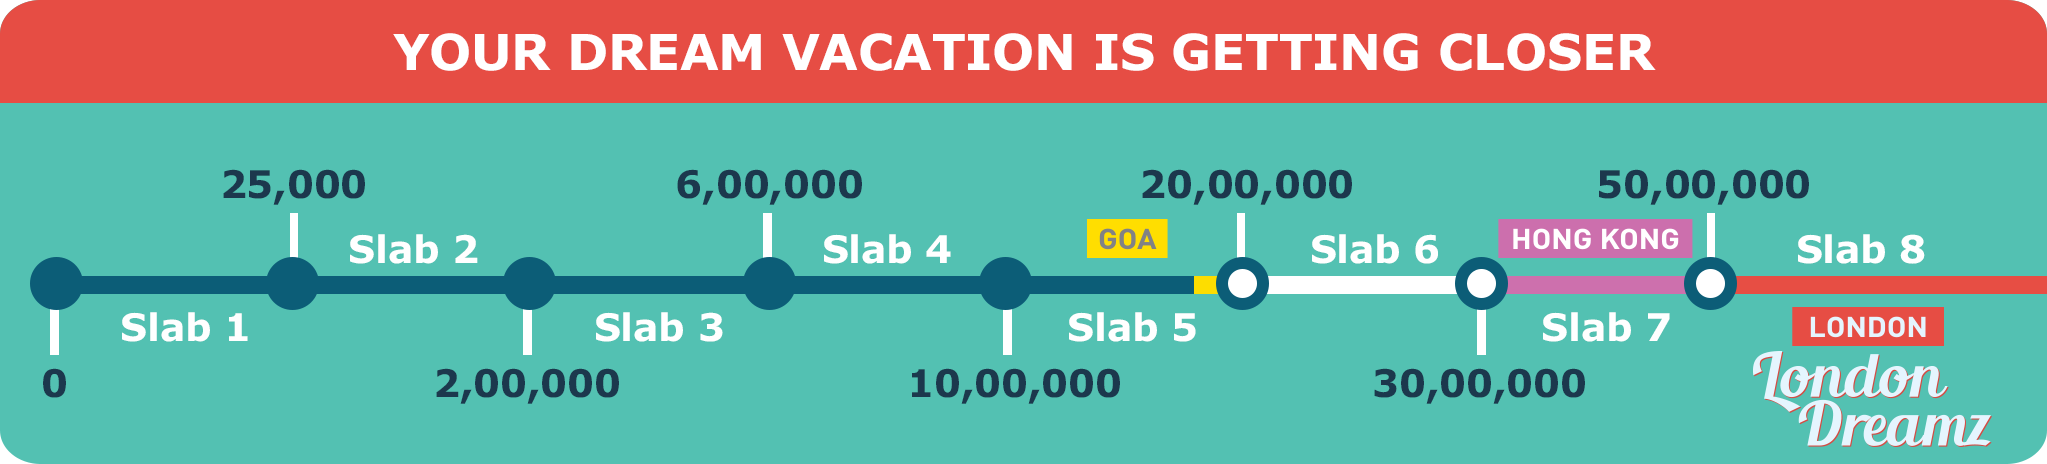 YOUR DREAM VACATION IS GETTING CLOSER
25,000
6,00,000
20,00,000
50,00,000
Slab 2
Slab 4
GOA
Slab 6
HONG KONG
Slab 8
Slab 1
Slab 3
Slab 5
Slab 7
LONDON
0
2,00,000
10,00,000
30,00,000
London
Dreamz